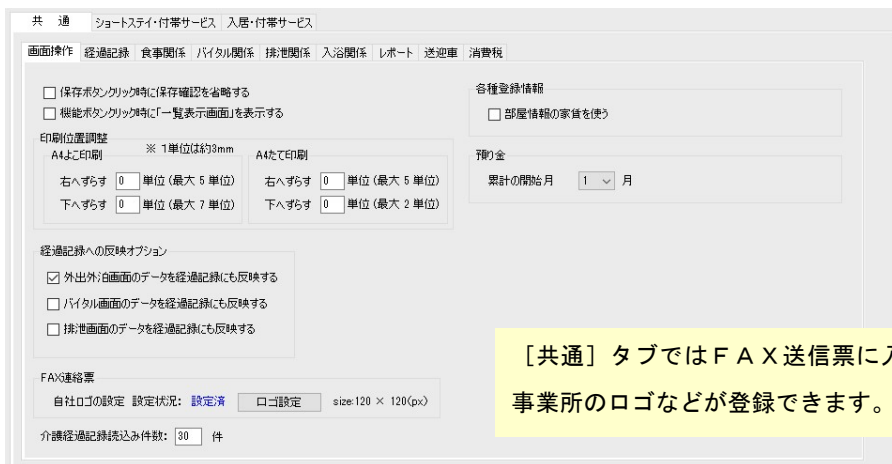 共　通　ショートステイ・付帯サービス　入居・付帯サービス
画面操作　経過記録　食事関係　バイタル関係　排泄関係　入浴関係　レポート　送迎車　消費税
保存ボタンクリック時に保存確認を省略する
機能ボタンクリック時に「一覧表示画面」を表示する
印刷位置調整
※ 1単位は約3mm
A4よこ印刷
右へずらす 0 単位 (最大 5 単位)
下へずらす 0 単位 (最大 7 単位)
A4たて印刷
右へずらす 0 単位 (最大 5 単位)
下へずらす 0 単位 (最大 2 単位)
各種登録情報
部屋情報の家賃を使う
預り金
累計の開始月 1 月
経過記録への反映オプション
外出外泊画面のデータを経過記録にも反映する
バイタル画面のデータを経過記録にも反映する
排泄画面のデータを経過記録にも反映する
FAX連絡票
自社ロゴの設定 設定状況: 設定済 ロゴ設定 size:120 × 120(px)
介護経過記録読込み件数: 30 件
［共通］タブではＦＡＸ送信票に
事業所のロゴなどが登録できます。